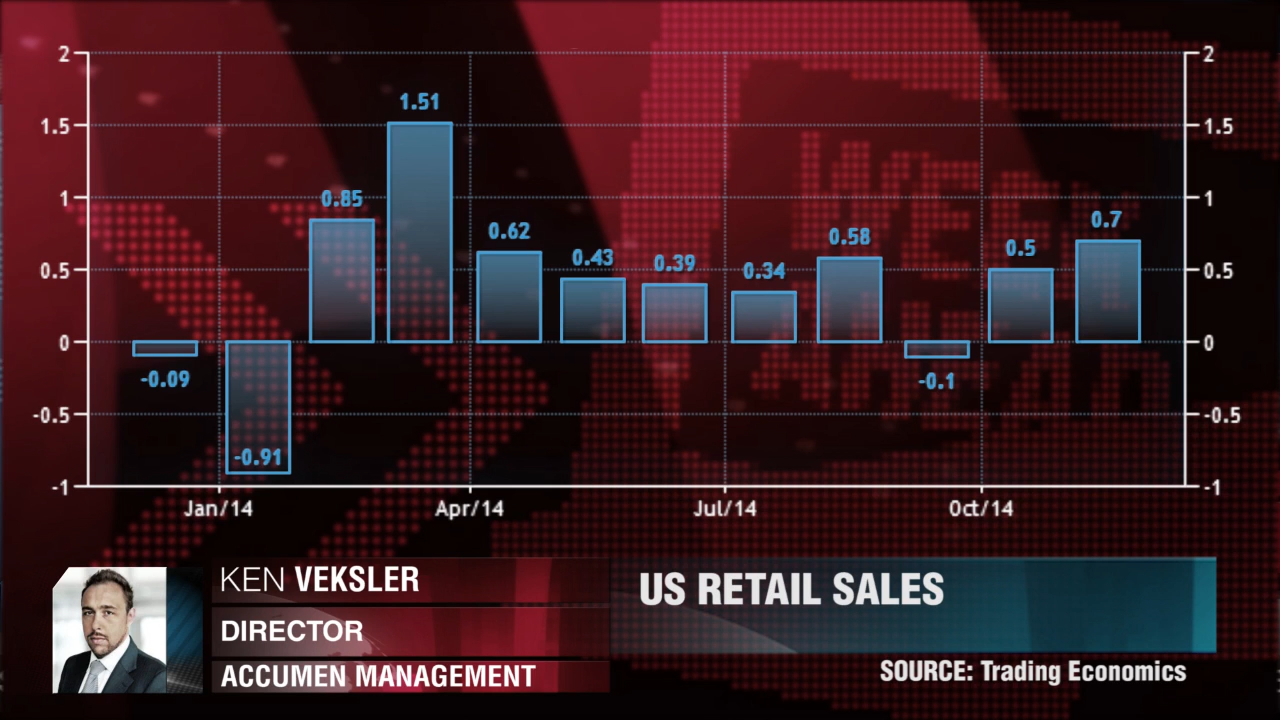 2
2
1.51
1.5
1.5
0.85
1
1
0.7
0.62
0.58
0.5
0.43
0.39
0.34
0.5
0.5
0
0
-0.09
-0.1
-0.5
-0.5
-0.91
-1
-1
Jan/14
Apr/14
Jul/14
Oct/14
KEN VEKSLER
DIRECTOR
ACCUMEN MANAGEMENT
US RETAIL SALES
SOURCE: Trading Economics
WEEK
AHEAD